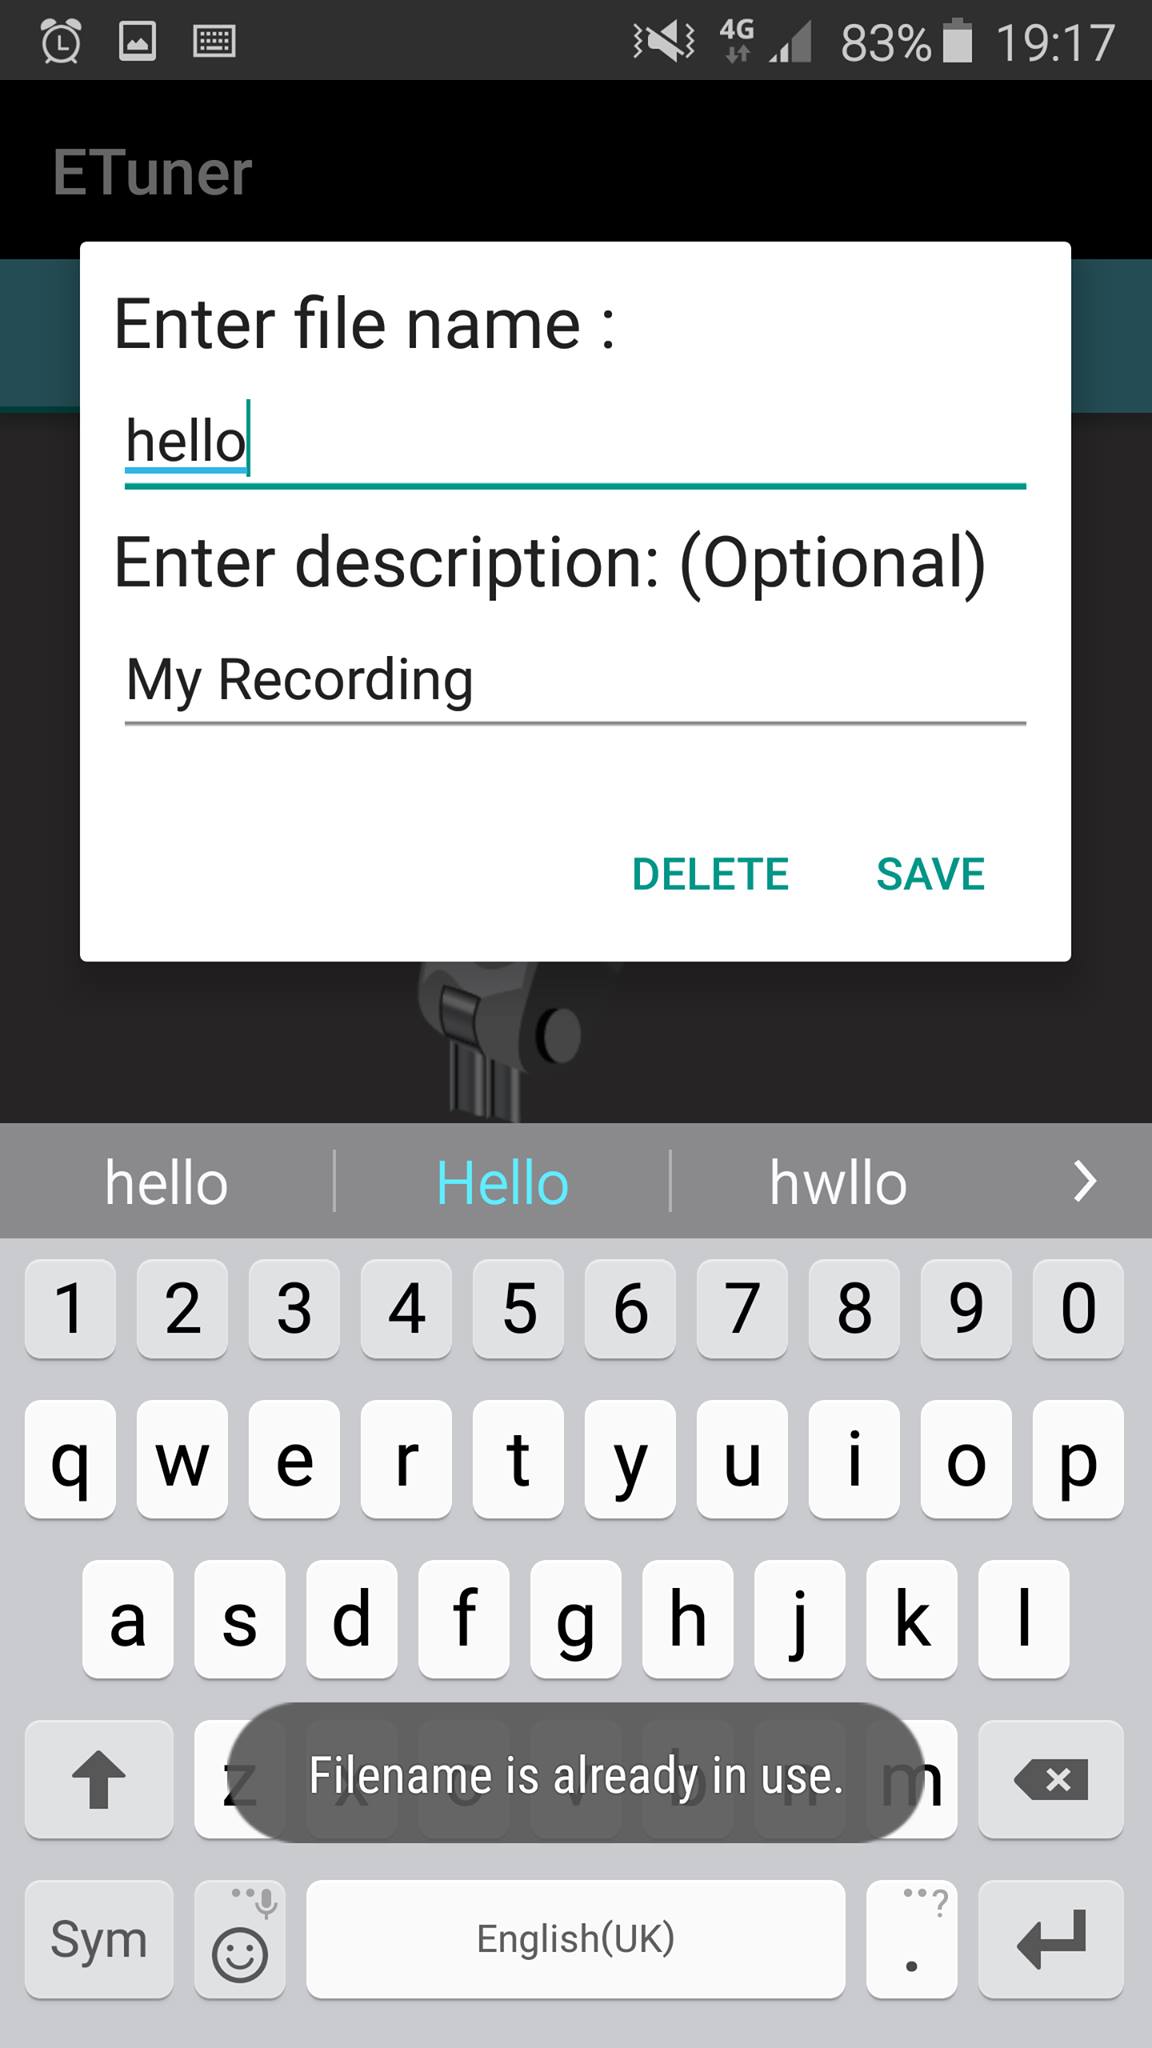 4G 83% 19:17
ETuner
Enter file name :
hello
Enter description: (Optional)
My Recording
DELETE SAVE
hello Hello hwllo
1 2 3 4 5 6 7 8 9 0
q w e r t y u i o p
a s d f g h j k l
z x c v b n m
Filename is already in use.
Sym English(UK) . ?